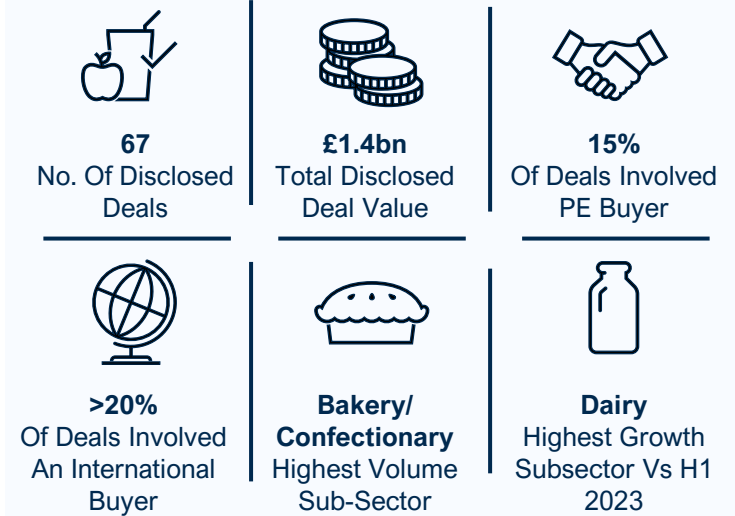 67
No. Of Disclosed
Deals
£1.4bn
Total Disclosed
Deal Value
15%
Of Deals Involved
PE Buyer
>20%
Of Deals Involved
An International
Buyer
Bakery/
Confectionary
Highest Volume
Sub-Sector
Dairy
Highest Growth
Subsector Vs H1
2023